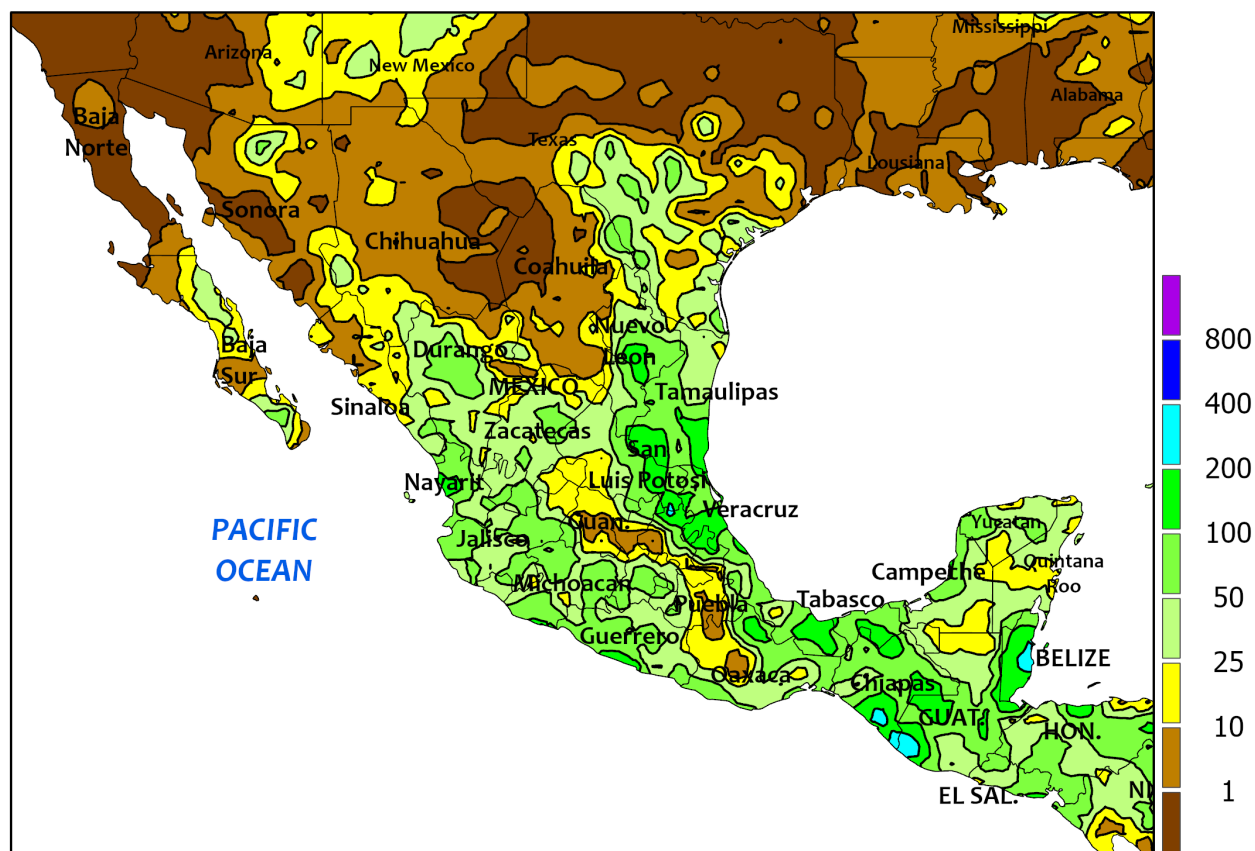 Mississippi
Arizona
New Mexico
Alabama
Baja
Norte
Texas
Lousiana
Sonora
Chihuahua
Coahuila
Nuevo
Leon
Baja
Sur
Durango
MEXICO
Tamaulipas
Sinaloa
Zacatecas
San
Luis Potosi
Nayarit
Veracruz
Guan.
Yucatan
PACIFIC
OCEAN
Jalisco
Quintana
Roo
Campeche
Michoacan
Puebla
Tabasco
Guerrero
BELIZE
Oaxaca
Chiapas
GUAT.
HON.
EL SAL.
NI
800
400
200
100
50
25
10
1